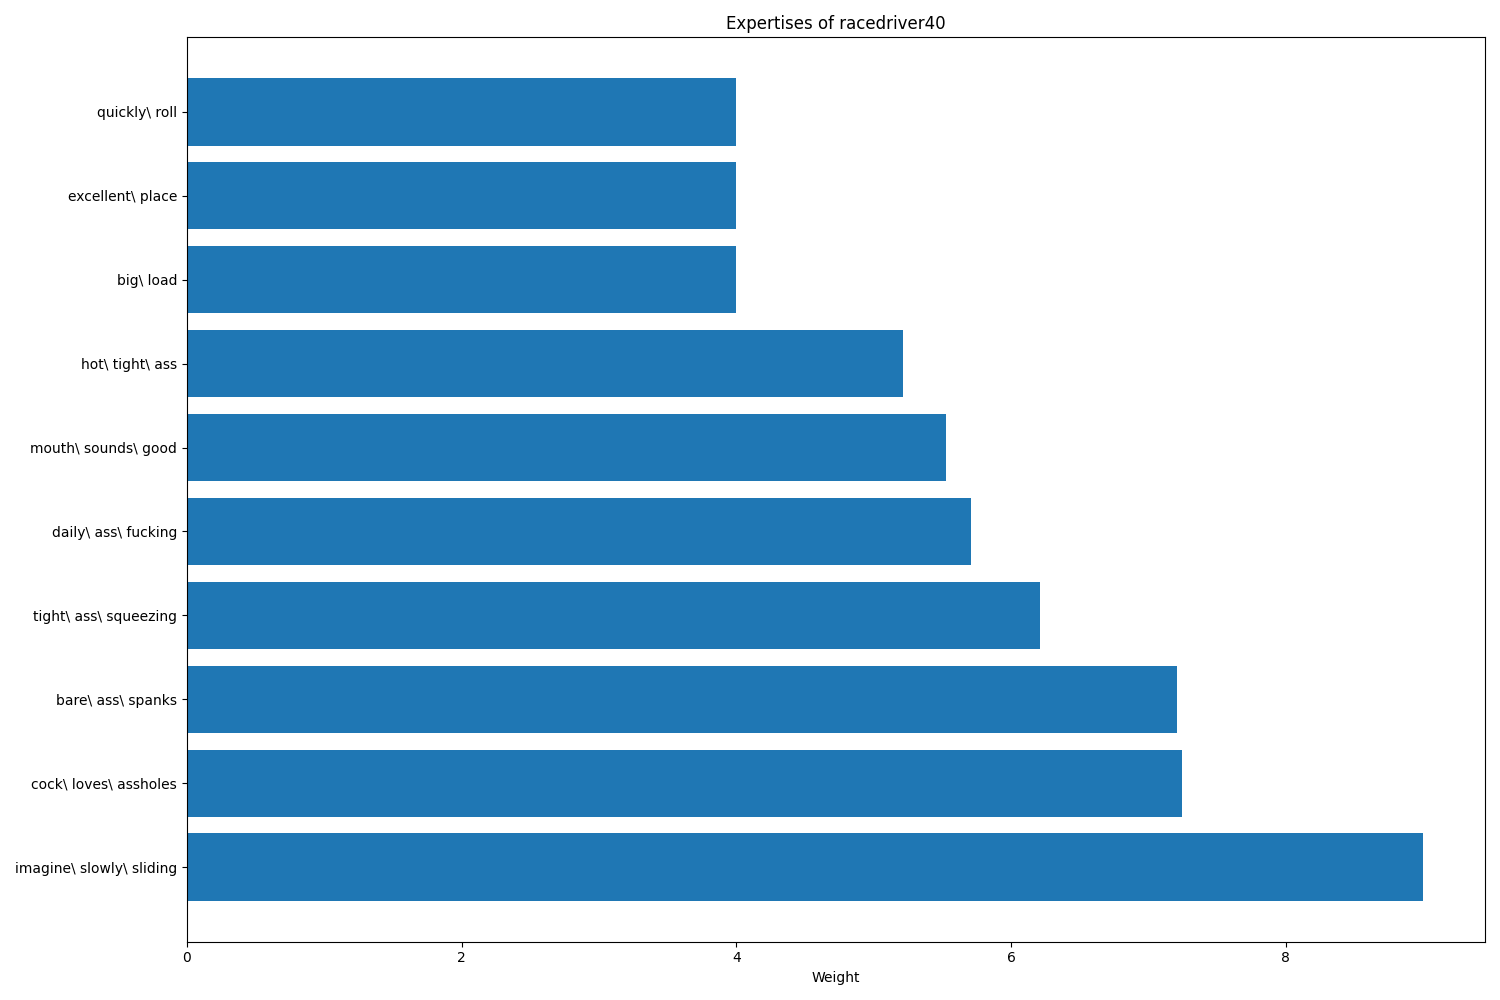 Expertises of racedriver40
quickly\ roll
excellent\ place
big\ load
hot\ tight\ ass
mouth\ sounds\ good
daily\ ass\ fucking
tight\ ass\ squeezing
bare\ ass\ spanks
cock\ loves\ assholes
imagine\ slowly\ sliding
0 2 4 6 8
Weight